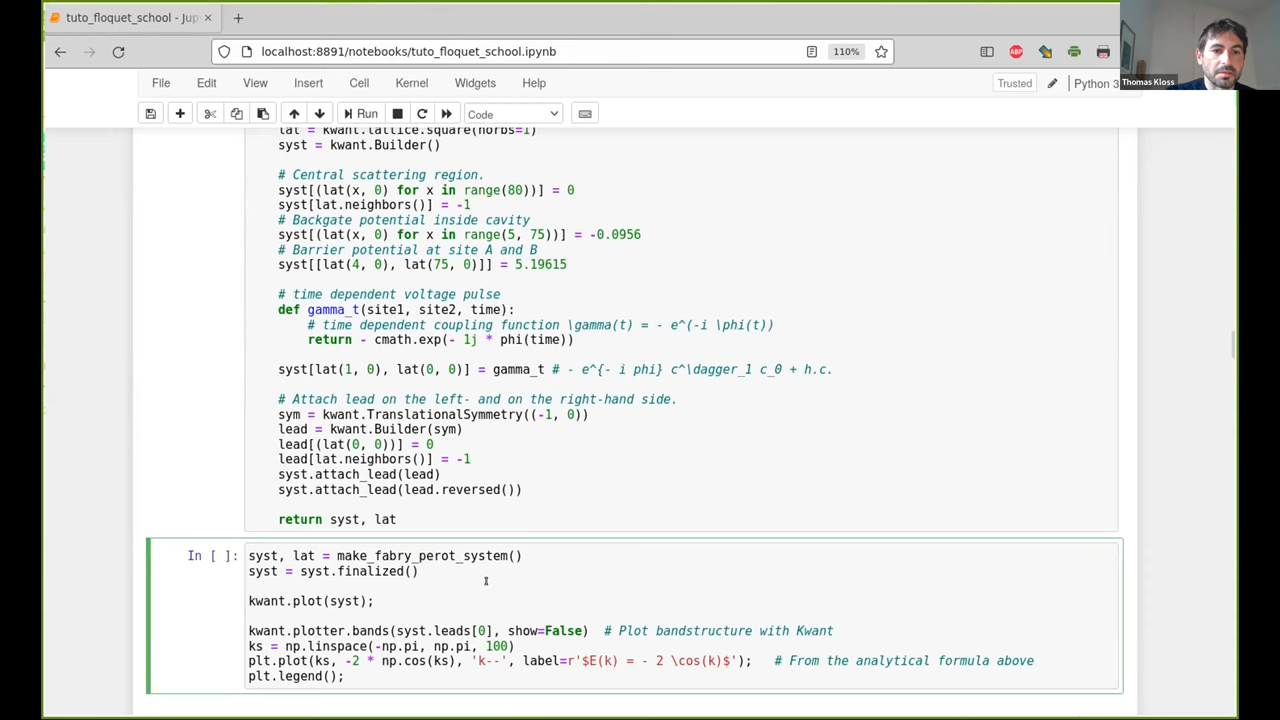 tuto_floquet_school - Jup
localhost:8891/notebooks/tuto_floquet_school.ipynb
110%
ABP
Thomas Kloss
File Edit View Insert Cell Kernel Widgets Help
Trusted
Python 3
Run
Code
lat = kwant.lattice.square(norbs=1)
syst = kwant.Builder()
# Central scattering region.
syst[(lat(x, 0) for x in range(80))] = 0
syst[lat.neighbors()] = -1
# Backgate potential inside cavity
syst[(lat(x, 0) for x in range(5, 75))] = -0.0956
# Barrier potential at site A and B
syst[[lat(4, 0), lat(75, 0)]] = 5.19615
# time dependent voltage pulse
def gamma_t(site1, site2, time):
# time dependent coupling function \gamma(t) = - e^(-i \phi(t))
return - cmath.exp(- 1j * phi(time))
syst[lat(1, 0), lat(0, 0)] = gamma_t # - e^{- i phi} c^\dagger_1 c_0 + h.c.
# Attach lead on the left- and on the right-hand side.
sym = kwant.TranslationalSymmetry((-1, 0))
lead = kwant.Builder(sym)
lead[(lat(0, 0))] = 0
lead[lat.neighbors()] = -1
syst.attach_lead(lead)
syst.attach_lead(lead.reversed())
return syst, lat
In [ ]:
syst, lat = make_fabry_perot_system()
syst = syst.finalized()
kwant.plot(syst);
kwant.plotter.bands(syst.leads[0], show=False)  # Plot bandstructure with Kwant
ks = np.linspace(-np.pi, np.pi, 100)
plt.plot(ks, -2 * np.cos(ks), 'k--', label=r'$E(k) = - 2 \cos(k)$');   # From the analytical formula above
plt.legend();